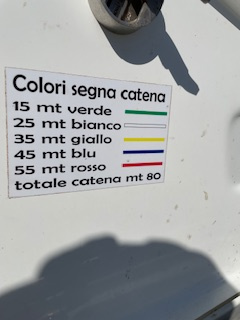 Colori segna catena
15 mt verde
25 mt bianco
35 mt giallo
45 mt blu
55 mt rosso
totale catena mt 80